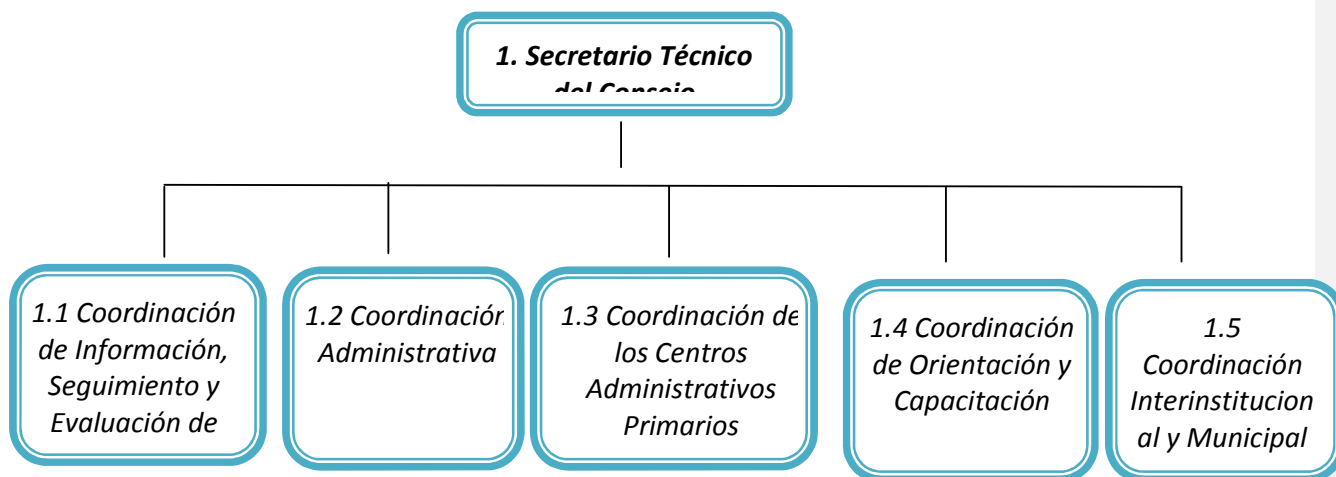 1. Secretario Técnico
del Consejo
1.1 Coordinación
de Información,
Seguimiento y
Evaluación de
1.2 Coordinación
Administrativa
1.3 Coordinación de
los Centros
Administrativos
Primarios
1.4 Coordinación
de Orientación y
Capacitación
1.5
Coordinación
Interinstitucion
al y Municipal